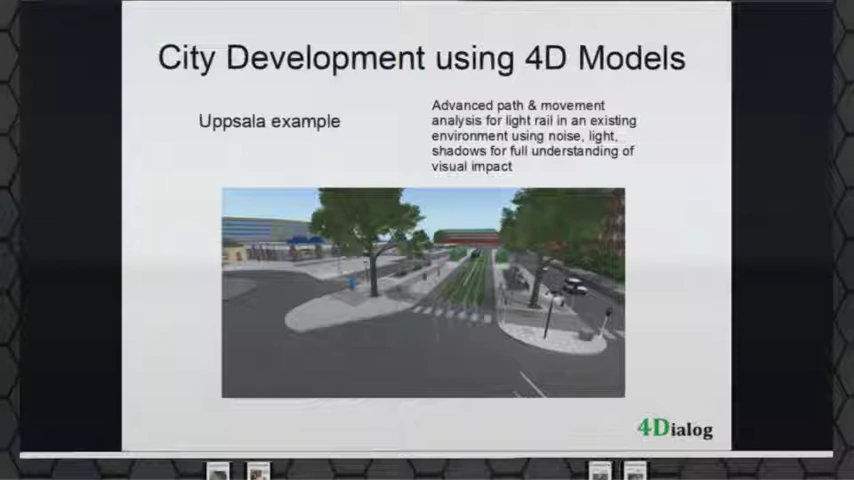 City Development using 4D Models
Uppsala example
Advanced path & movement
analysis for light rail in an existing
environment using noise, light,
shadows for full understanding of
visual impact
4Dialog